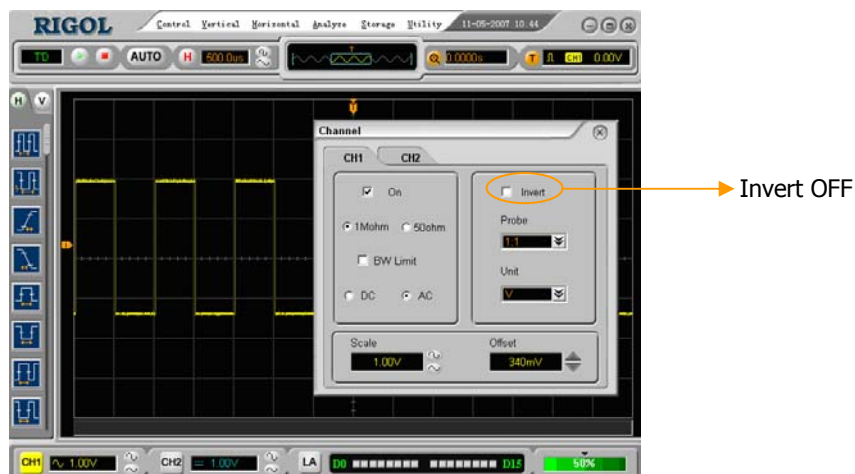 RIGOL Control Vertical Horizontal Analyze Storage Utility 11-05-2007 10:44
T'D AUTO H 500.0us T 0.0000s T CH1 0.00V
H V
T
Channel
CH1 CH2
On Invert
Invert OFF
1Mohm 50ohm Probe
1:1
BW Limit
Unit
DC AC V
Scale Offset
1.00V 340mV
CH1 1.00V CH2 1.00V LA D0 D15 50%